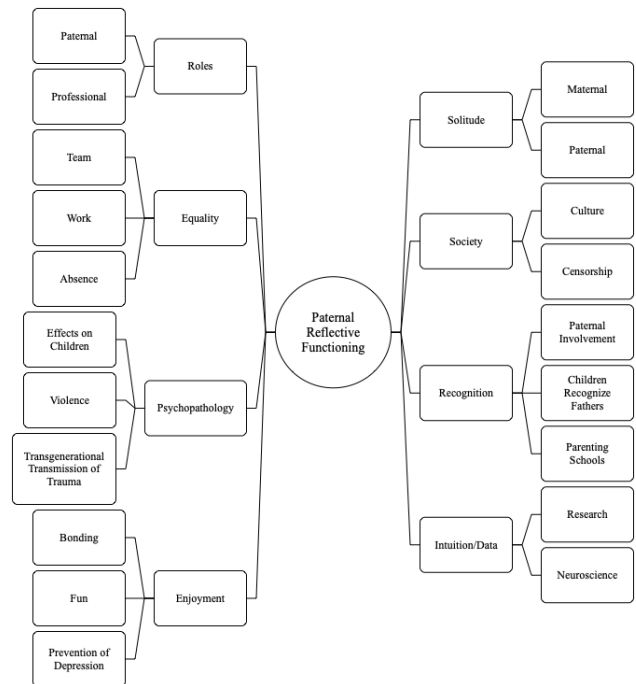 Paternal
Professional
Roles
Team
Work
Absence
Equality
Effects on
Children
Violence
Transgenerational
Transmission of
Trauma
Psychopathology
Bonding
Fun
Prevention of
Depression
Enjoyment
Paternal
Reflective
Functioning
Solitude
Maternal
Paternal
Society
Culture
Censorship
Recognition
Paternal
Involvement
Children
Recognize
Fathers
Parenting
Schools
Intuition/Data
Research
Neuroscience